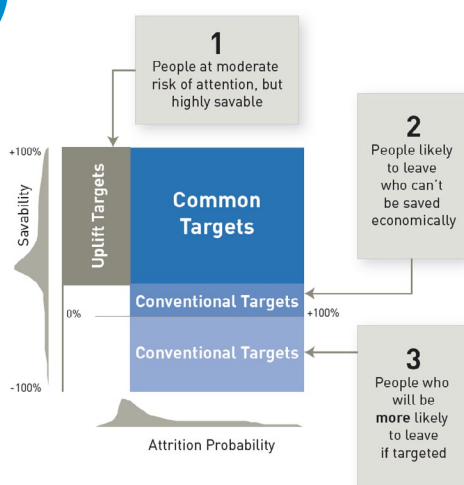 1
People at moderate
risk of attention, but
highly savable
2
People likely
to leave
who can't
be saved
economically
+100%
Savability
Uplift Targets
Common
Targets
Conventional Targets
0%
+100%
Conventional Targets
-100%
3
People who
will be
more likely
to leave
if targeted
Attrition Probability